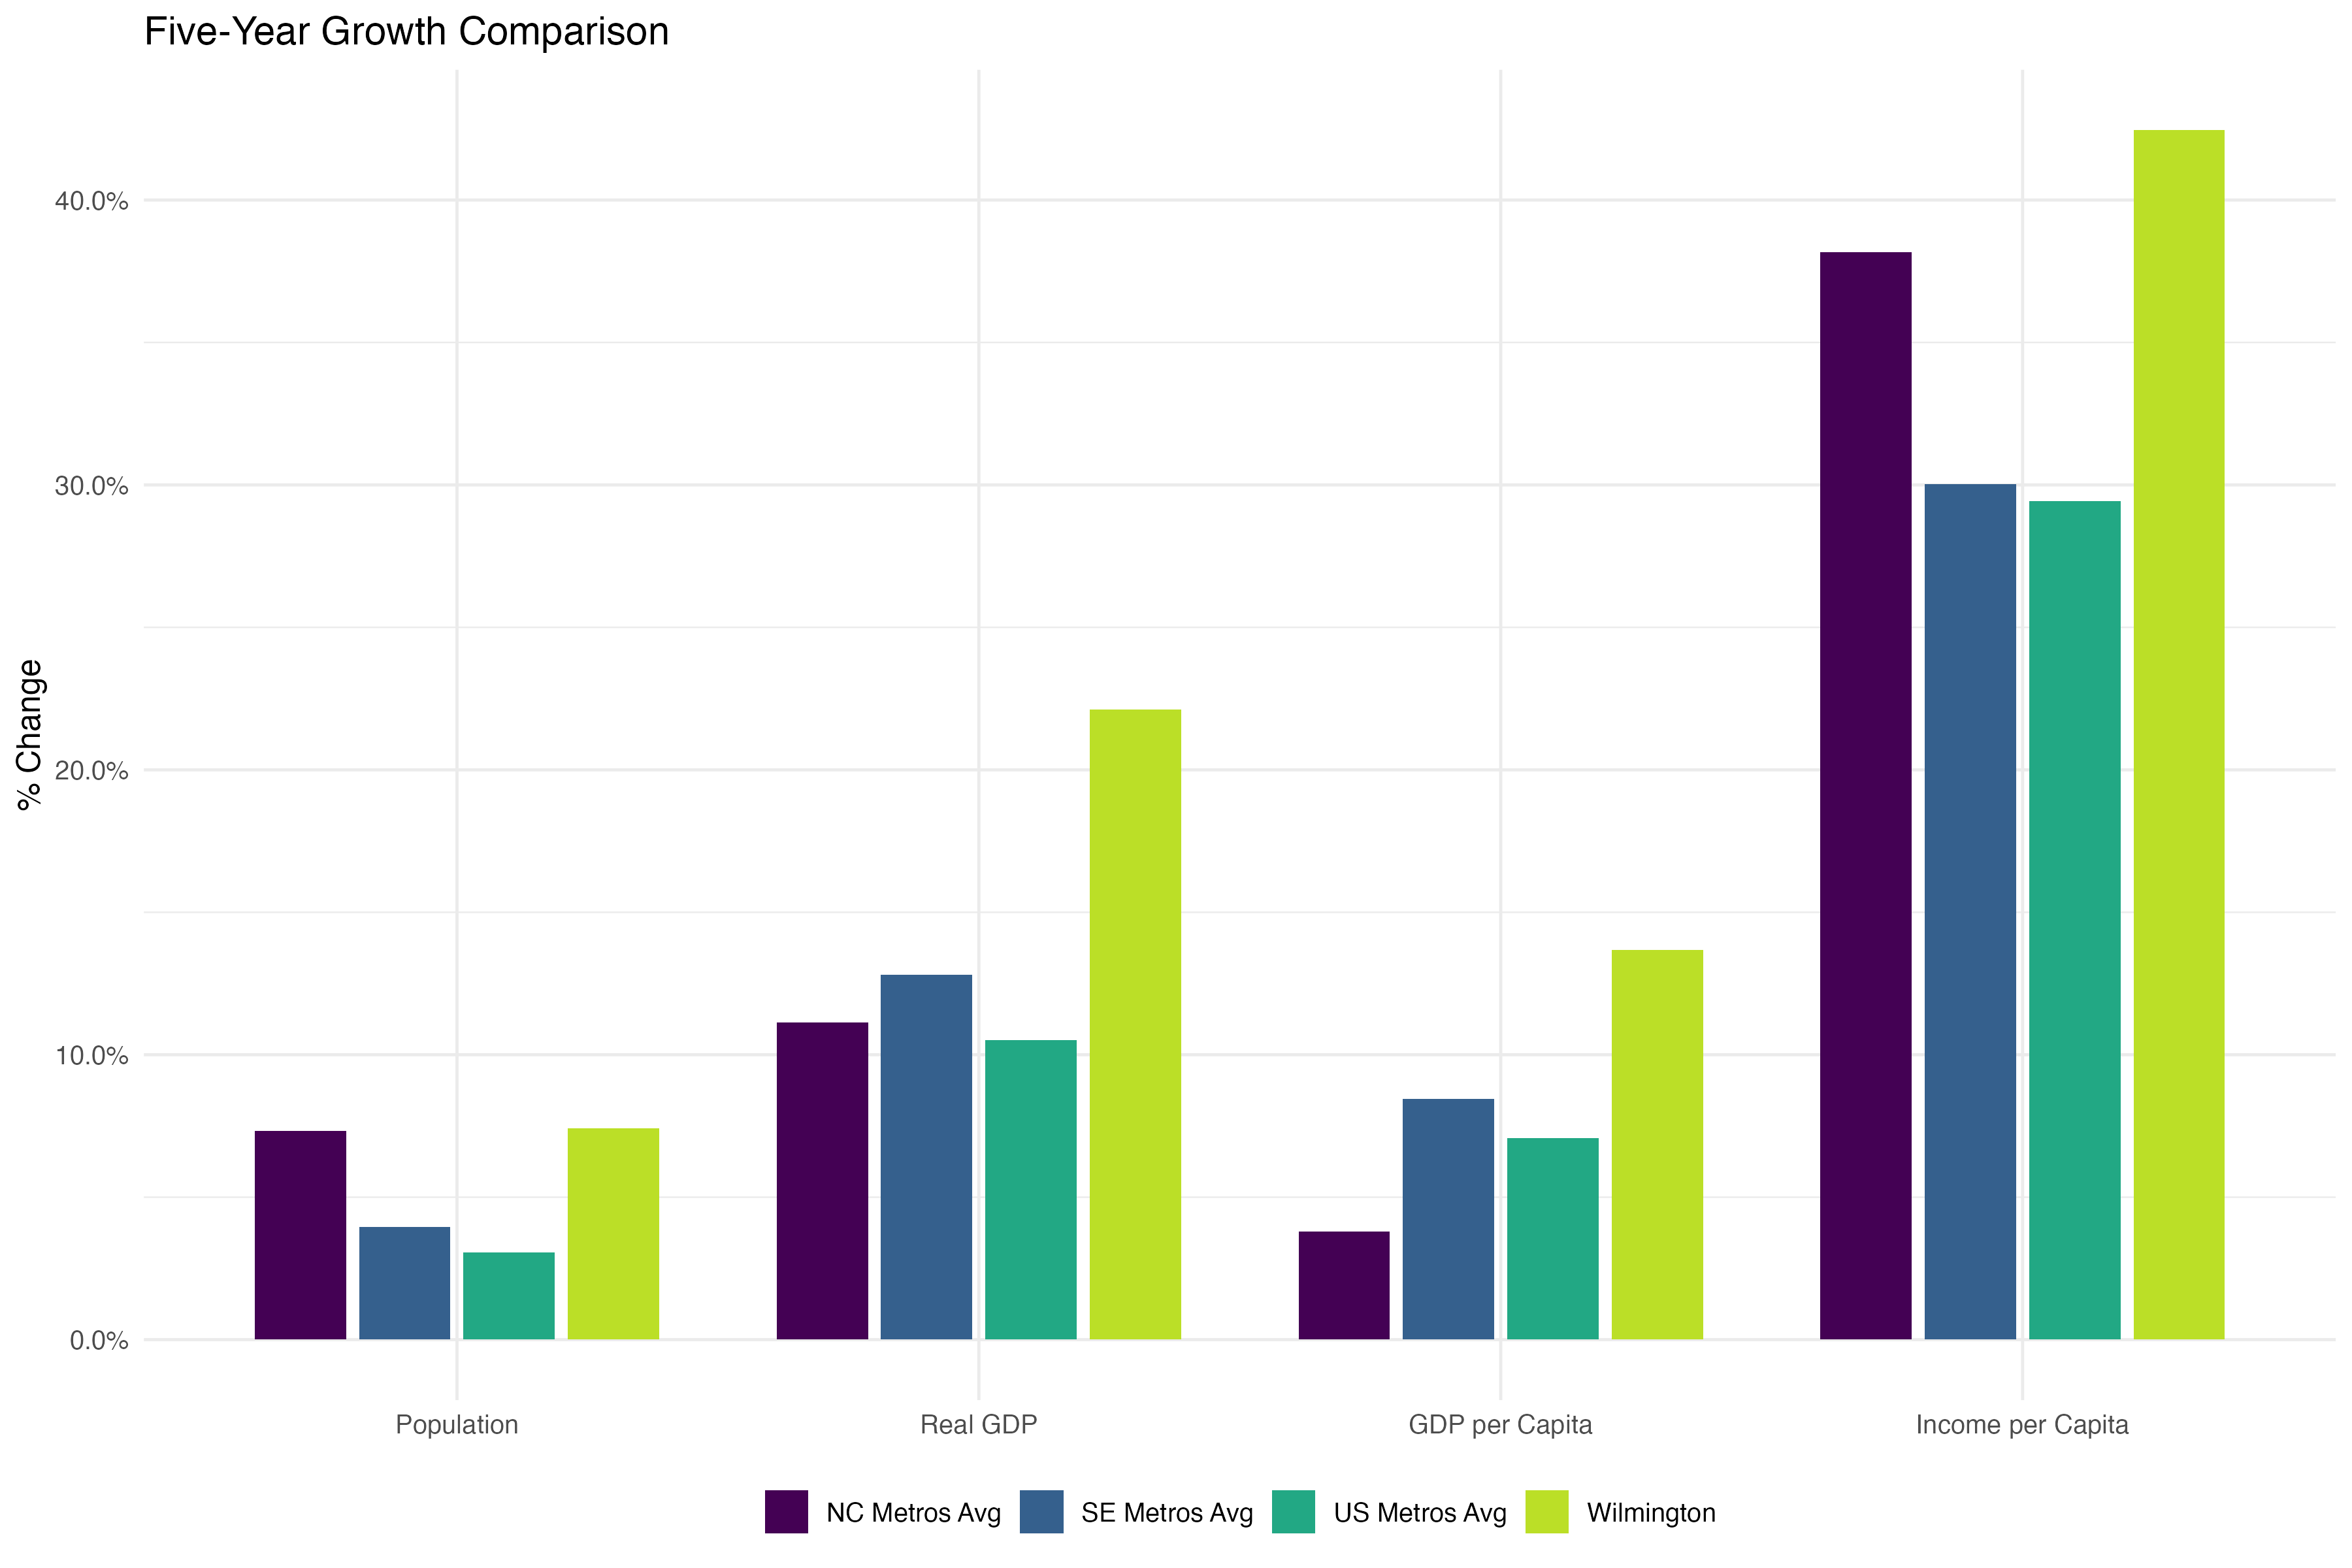 Five-Year Growth Comparison
% Change
40.0%
30.0%
20.0%
10.0%
0.0%
Population Real GDP GDP per Capita Income per Capita
NC Metros Avg SE Metros Avg US Metros Avg Wilmington